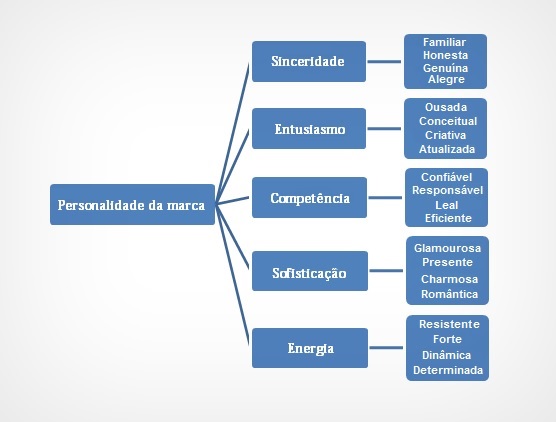 Personalidade da marca
Sinceridade
Familiar
Honesta
Genuína
Alegre
Entusiasmo
Ousada
Conceitual
Criativa
Atualizada
Competência
Confiável
Responsável
Leal
Eficiente
Sofisticação
Glamourosa
Presente
Charmosa
Romântica
Energia
Resistente
Forte
Dinâmica
Determinada